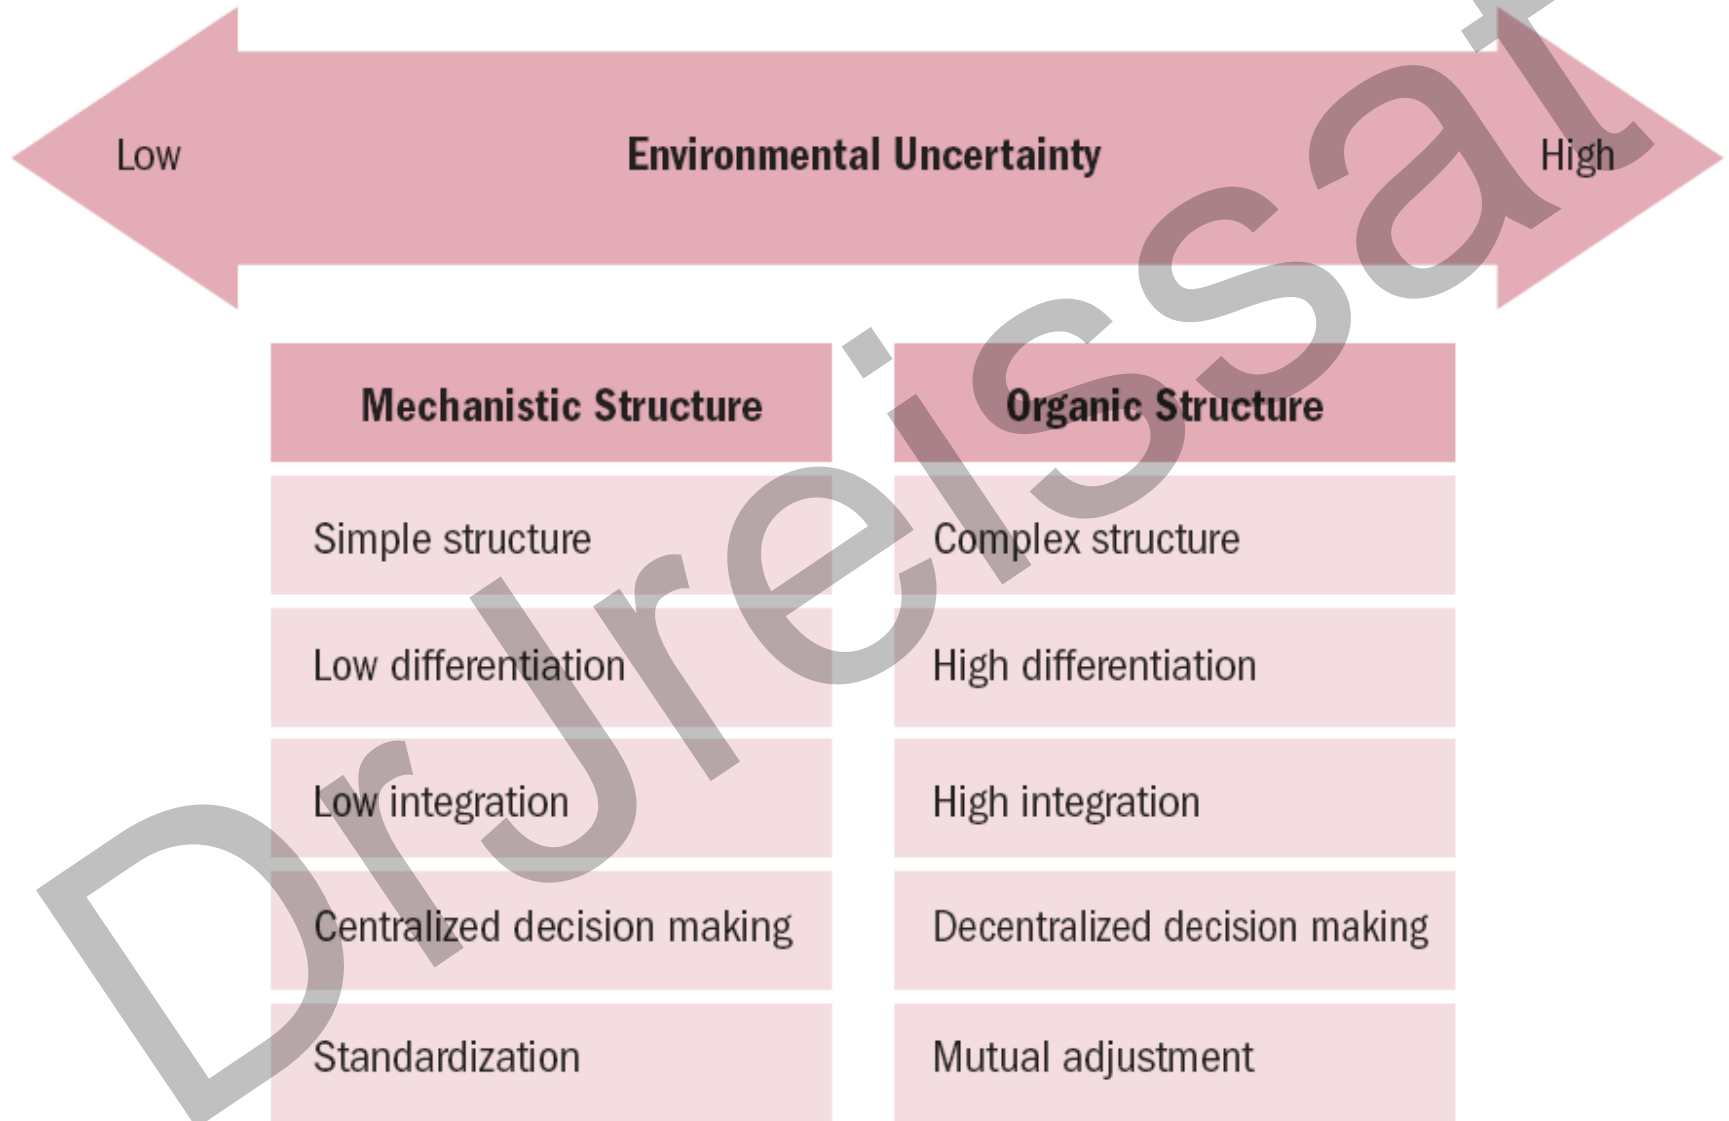 Low Environmental Uncertainty High
Mechanistic Structure Organic Structure
Simple structure Complex structure
Low differentiation High differentiation
Low integration High integration
Centralized decision making Decentralized decision making
Standardization Mutual adjustment
DrJreissat